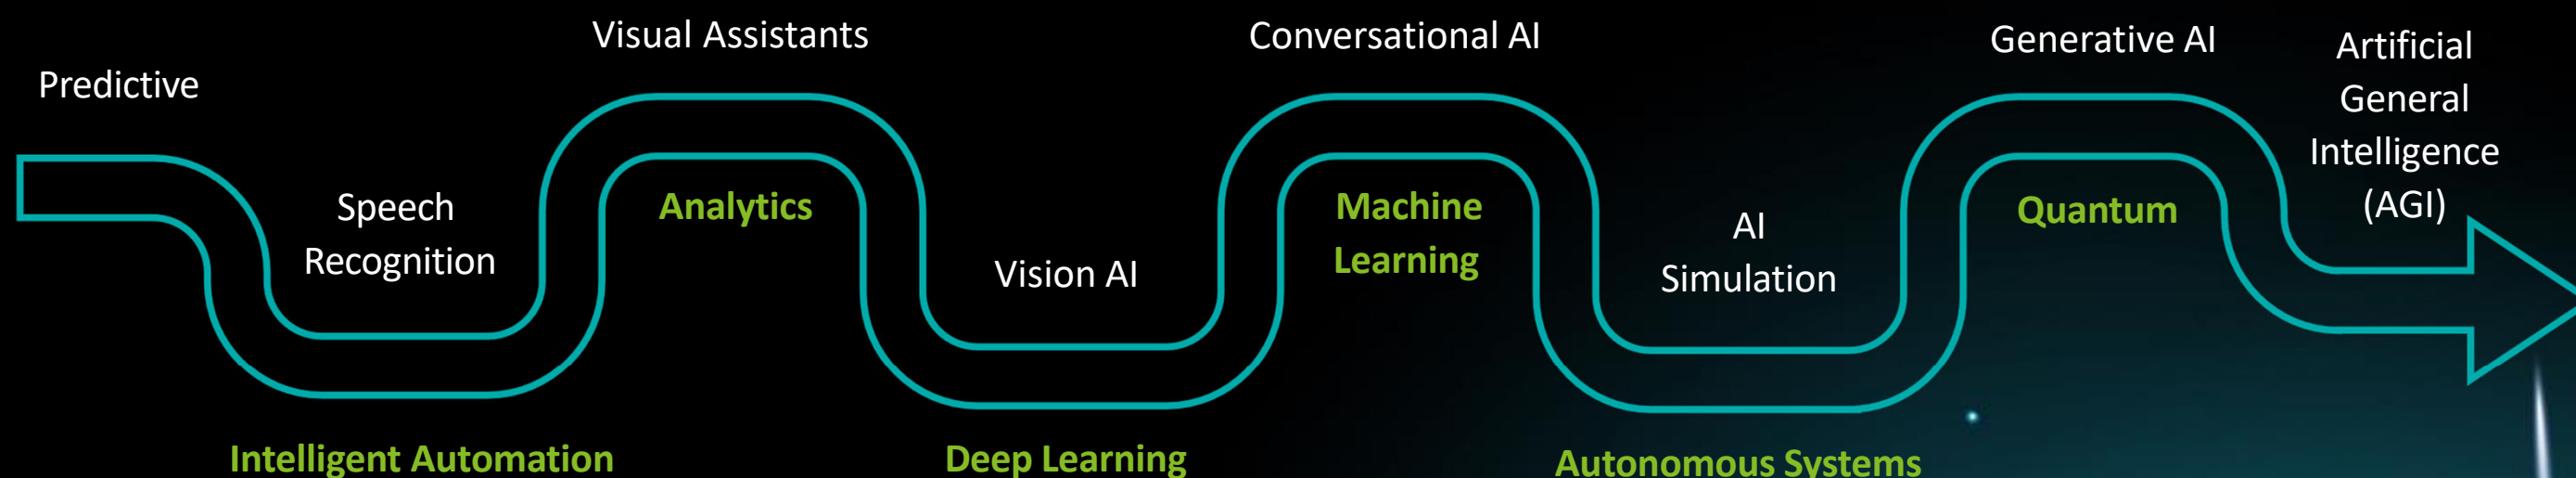 Predictive
Speech
Recognition
Intelligent Automation
Visual Assistants
Analytics
Vision AI
Deep Learning
Conversational AI
Machine
Learning
AI
Simulation
Autonomous Systems
Generative AI
Quantum
Artificial
General
Intelligence
(AGI)